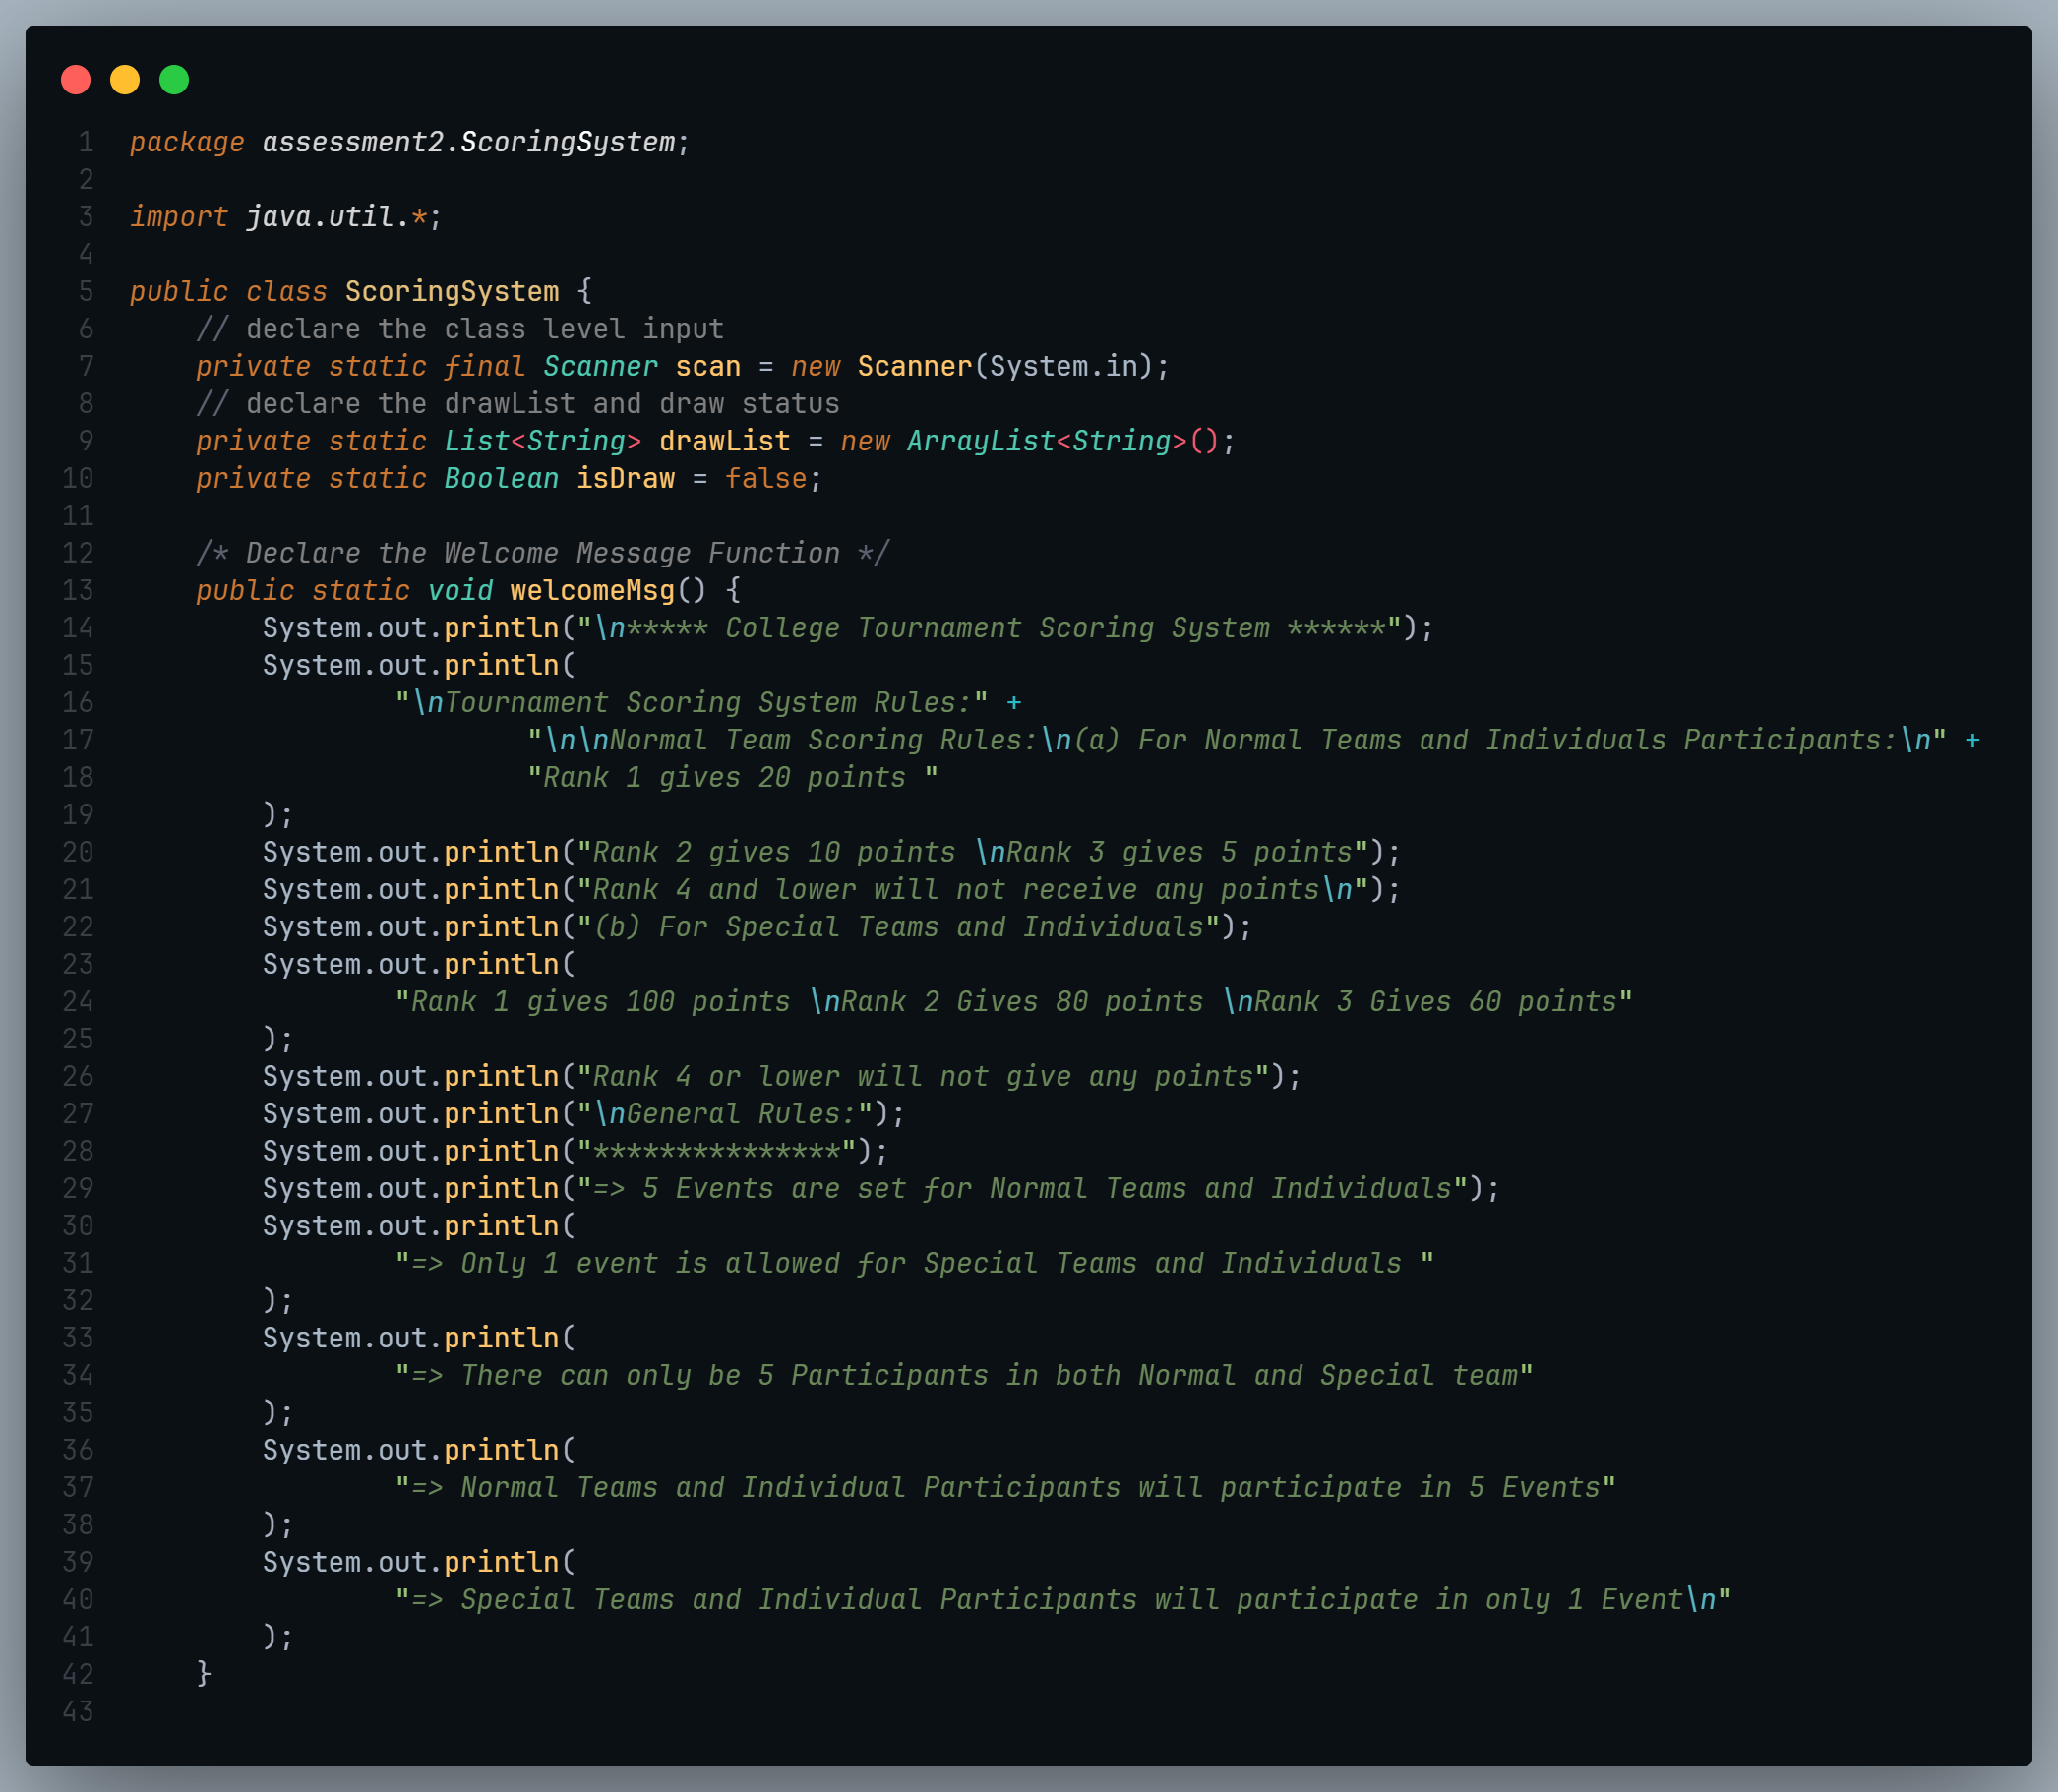 1 package assessment2.ScoringSystem;
2
3 import java.util.*;
4
5 public class ScoringSystem {
6     // declare the class level input
7     private static final Scanner scan = new Scanner(System.in);
8     // declare the drawList and draw status
9     private static List<String> drawList = new ArrayList<String>();
10     private static Boolean isDraw = false;
11
12     /* Declare the Welcome Message Function */
13     public static void welcomeMsg() {
14         System.out.println("\n***** College Tournament Scoring System ******");
15         System.out.println(
16                 "\nTournament Scoring System Rules:" +
17                         "\n\nNormal Team Scoring Rules:\n(a) For Normal Teams and Individuals Participants:\n" +
18                         "Rank 1 gives 20 points "
19         );
20         System.out.println("Rank 2 gives 10 points \nRank 3 gives 5 points");
21         System.out.println("Rank 4 and lower will not receive any points\n");
22         System.out.println("(b) For Special Teams and Individuals");
23         System.out.println(
24                 "Rank 1 gives 100 points \nRank 2 Gives 80 points \nRank 3 Gives 60 points"
25         );
26         System.out.println("Rank 4 or lower will not give any points");
27         System.out.println("\nGeneral Rules:");
28         System.out.println("***************");
29         System.out.println("=> 5 Events are set for Normal Teams and Individuals");
30         System.out.println(
31                 "=> Only 1 event is allowed for Special Teams and Individuals "
32         );
33         System.out.println(
34                 "=> There can only be 5 Participants in both Normal and Special team"
35         );
36         System.out.println(
37                 "=> Normal Teams and Individual Participants will participate in 5 Events"
38         );
39         System.out.println(
40                 "=> Special Teams and Individual Participants will participate in only 1 Event\n"
41         );
42     }
43